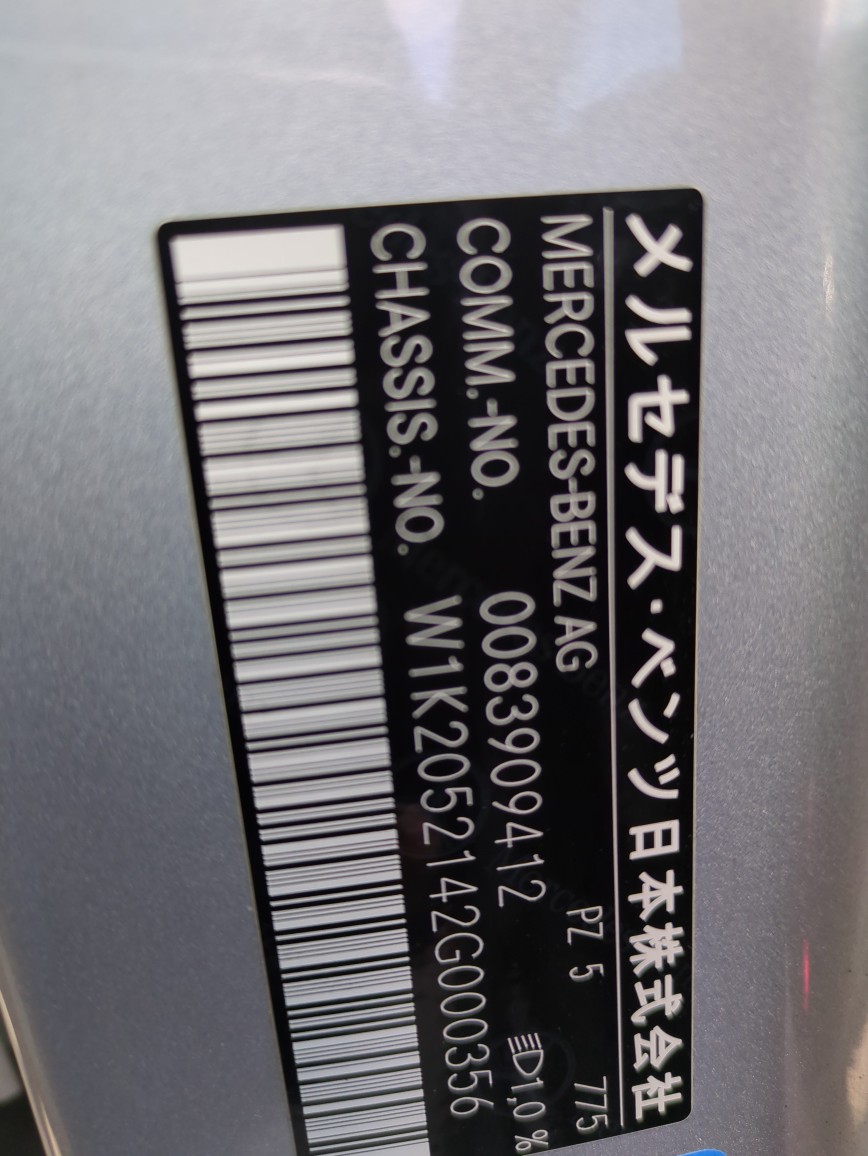 メルセデス・ベンツ日本株式会社
MERCEDES-BENZ AG PZ 5 775
COMM.-NO. 0083909412 1,0 %
CHASSIS.-NO. W1K2052142G000356